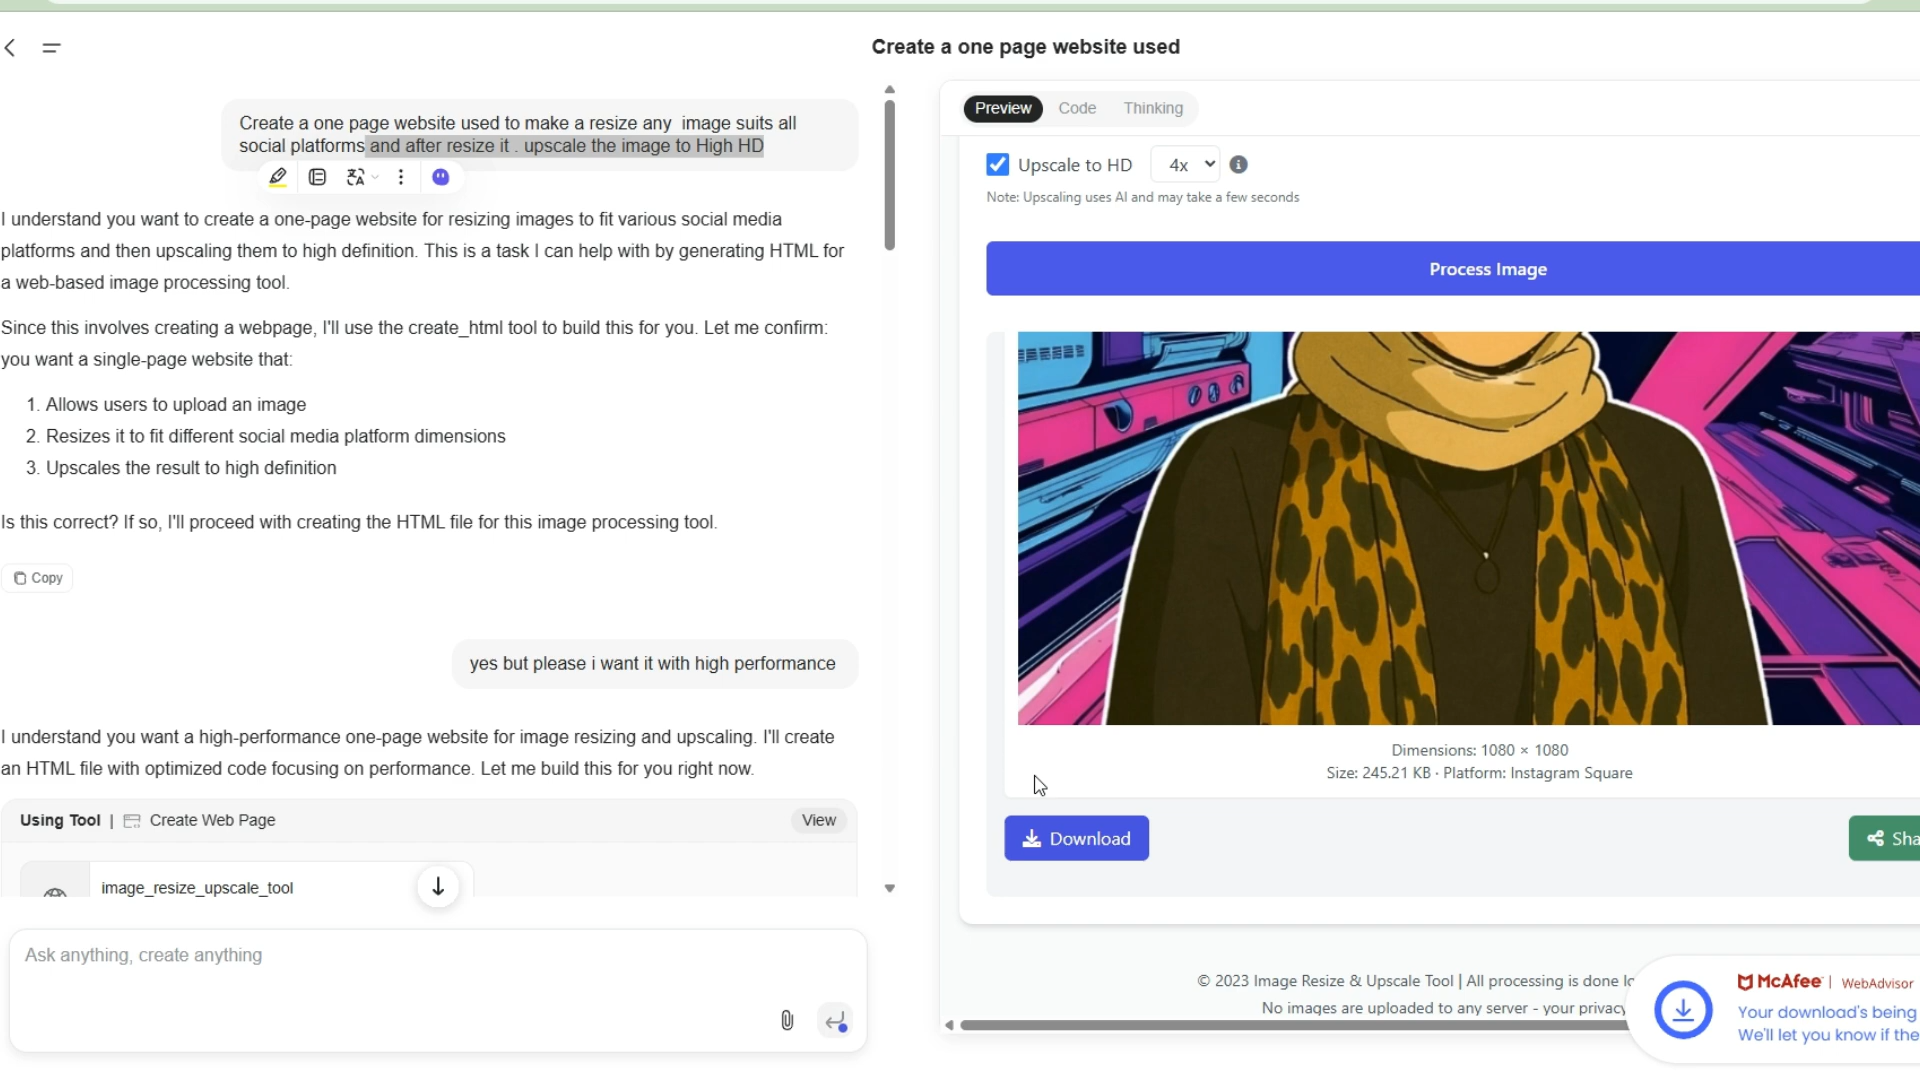 Create a one page website used
Create a one page website used to make a resize any  image suits all
social platforms and after resize it . upscale the image to High HD
I understand you want to create a one-page website for resizing images to fit various social media
platforms and then upscaling them to high definition. This is a task I can help with by generating HTML for
a web-based image processing tool.
Since this involves creating a webpage, I'll use the create_html tool to build this for you. Let me confirm:
you want a single-page website that:
1. Allows users to upload an image
2. Resizes it to fit different social media platform dimensions
3. Upscales the result to high definition
Is this correct? If so, I'll proceed with creating the HTML file for this image processing tool.
Copy
yes but please i want it with high performance
I understand you want a high-performance one-page website for image resizing and upscaling. I'll create
an HTML file with optimized code focusing on performance. Let me build this for you right now.
Using Tool | Create Web Page
View
image_resize_upscale_tool
Ask anything, create anything
Preview Code Thinking
Upscale to HD 4x
Note: Upscaling uses AI and may take a few seconds
Process Image
Dimensions: 1080 × 1080
Size: 245.21 KB · Platform: Instagram Square
Download
Sha
© 2023 Image Resize & Upscale Tool | All processing is done lo
No images are uploaded to any server - your privacy
McAfee | WebAdvisor
Your download's being
We'll let you know if the